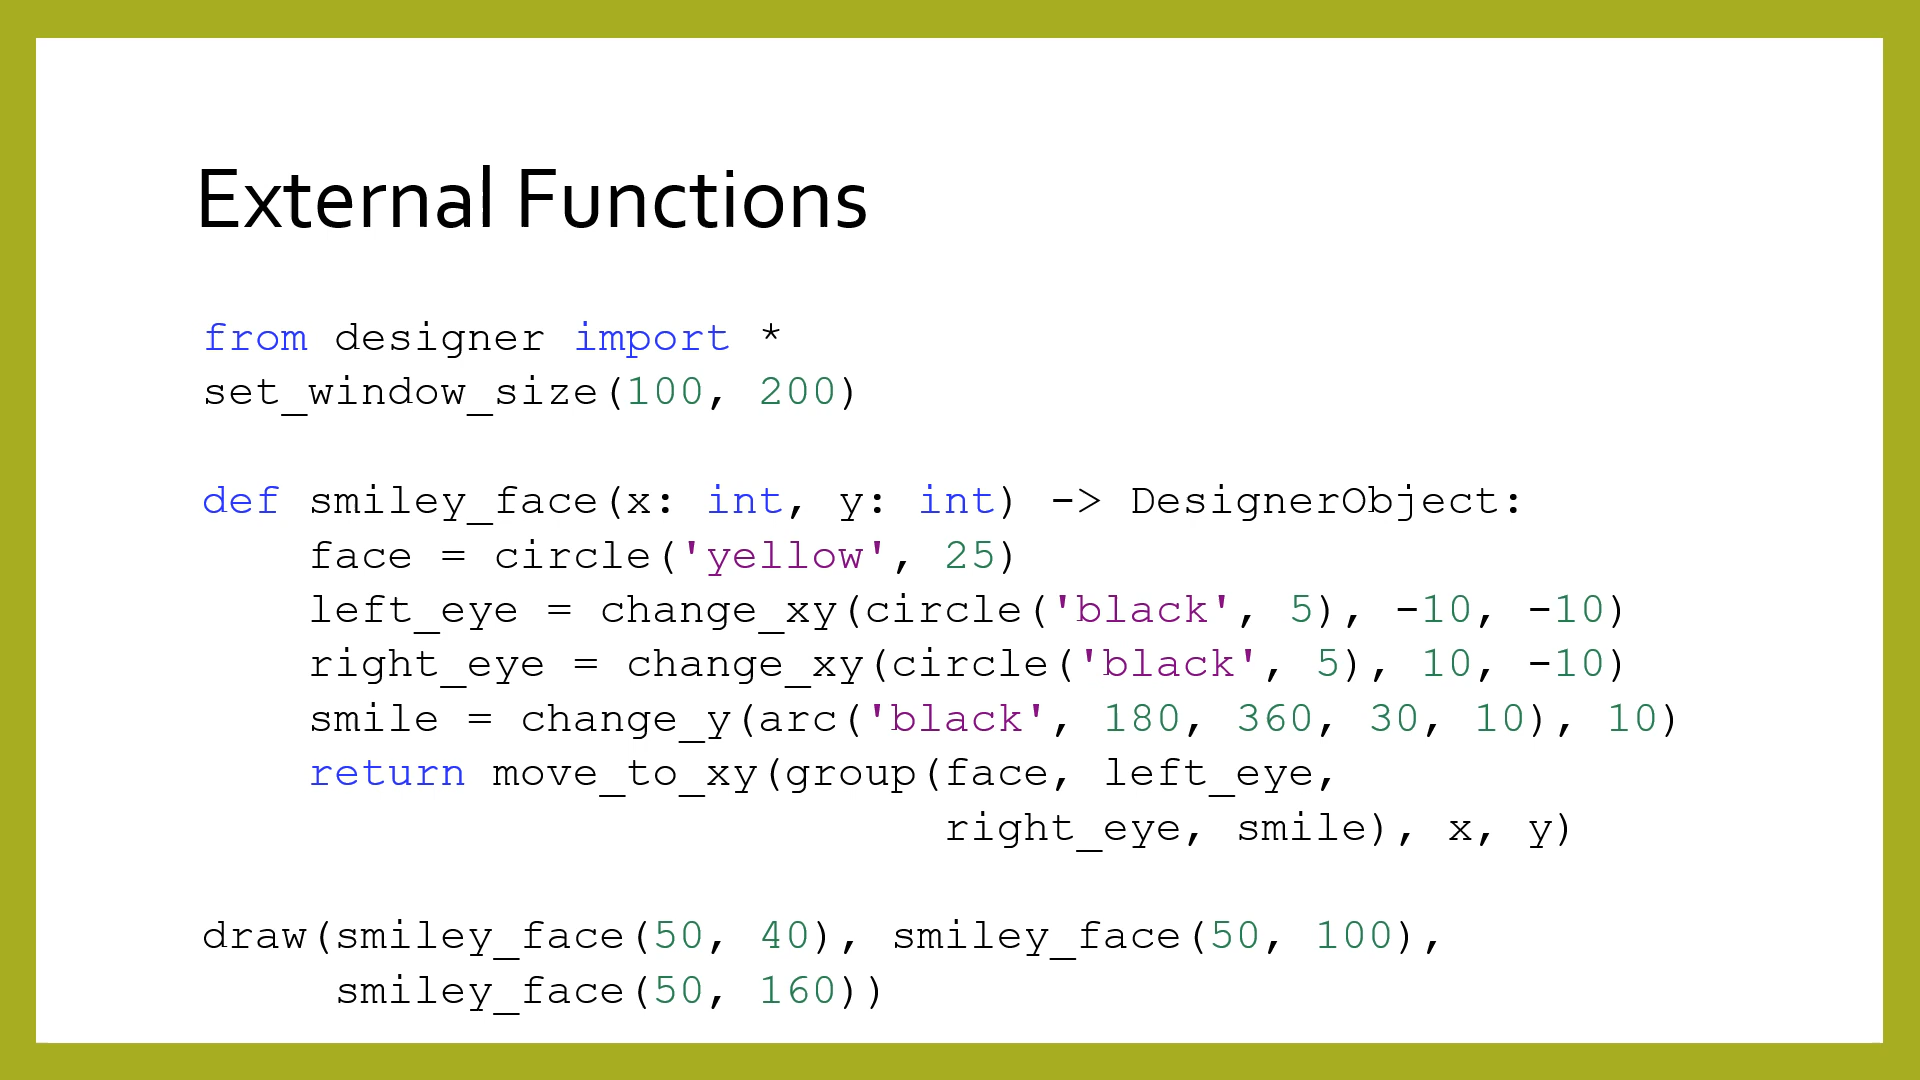 External Functions
from designer import *
set_window_size(100, 200)
def smiley_face(x: int, y: int) -> DesignerObject:
    face = circle('yellow', 25)
    left_eye = change_xy(circle('black', 5), -10, -10)
    right_eye = change_xy(circle('black', 5), 10, -10)
    smile = change_y(arc('black', 180, 360, 30, 10), 10)
    return move_to_xy(group(face, left_eye,
                            right_eye, smile), x, y)
draw(smiley_face(50, 40), smiley_face(50, 100),
     smiley_face(50, 160))